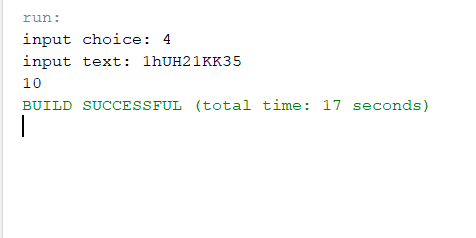 run:
input choice: 4
input text: 1hUH21KK35
10
BUILD SUCCESSFUL (total time: 17 seconds)